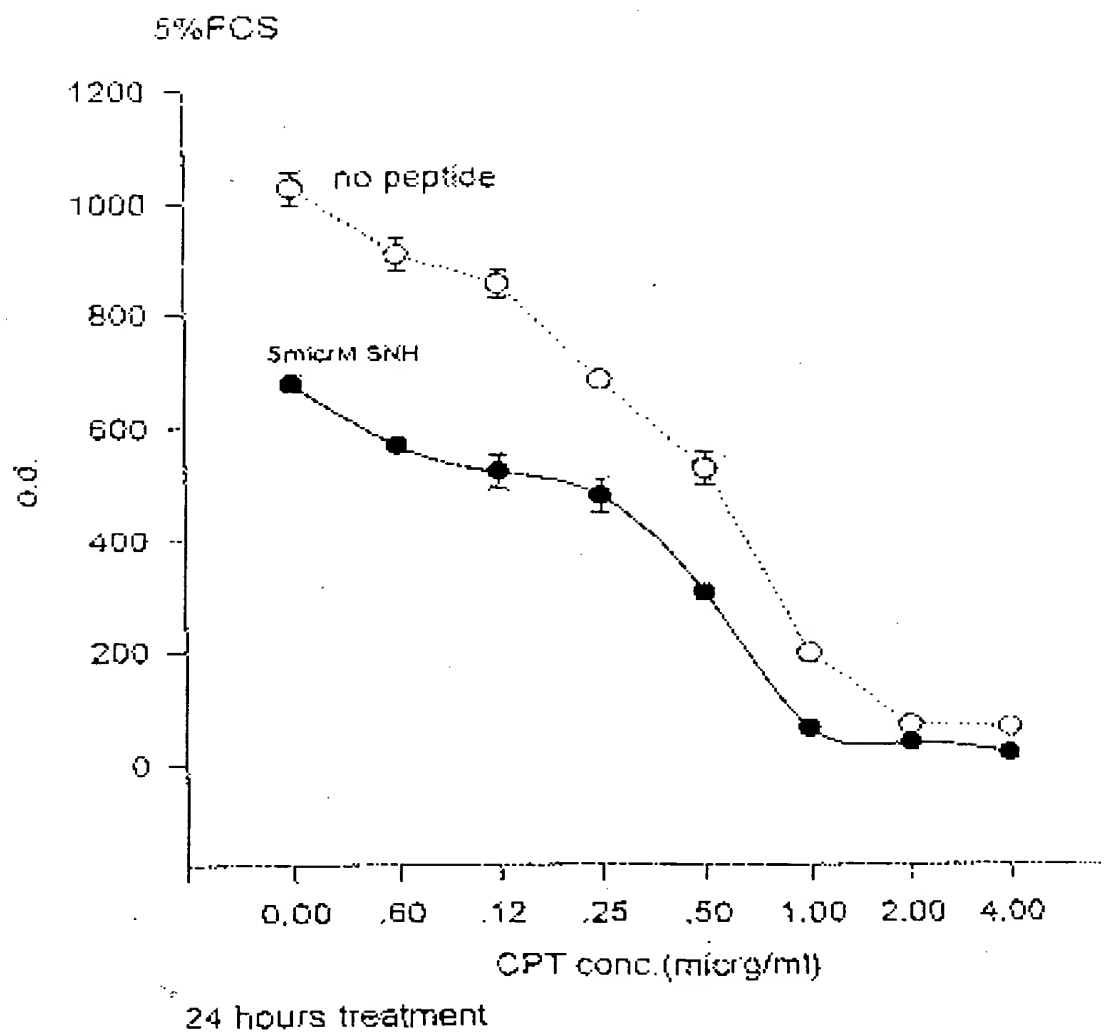 5%FCS
1200
1000
800
600
400
200
0
o.d.
no peptide
5micrM SNH
0.00 .60 .12 .25 .50 1.00 2.00 4.00
CPT conc.(micrg/ml)
24 hours treatment